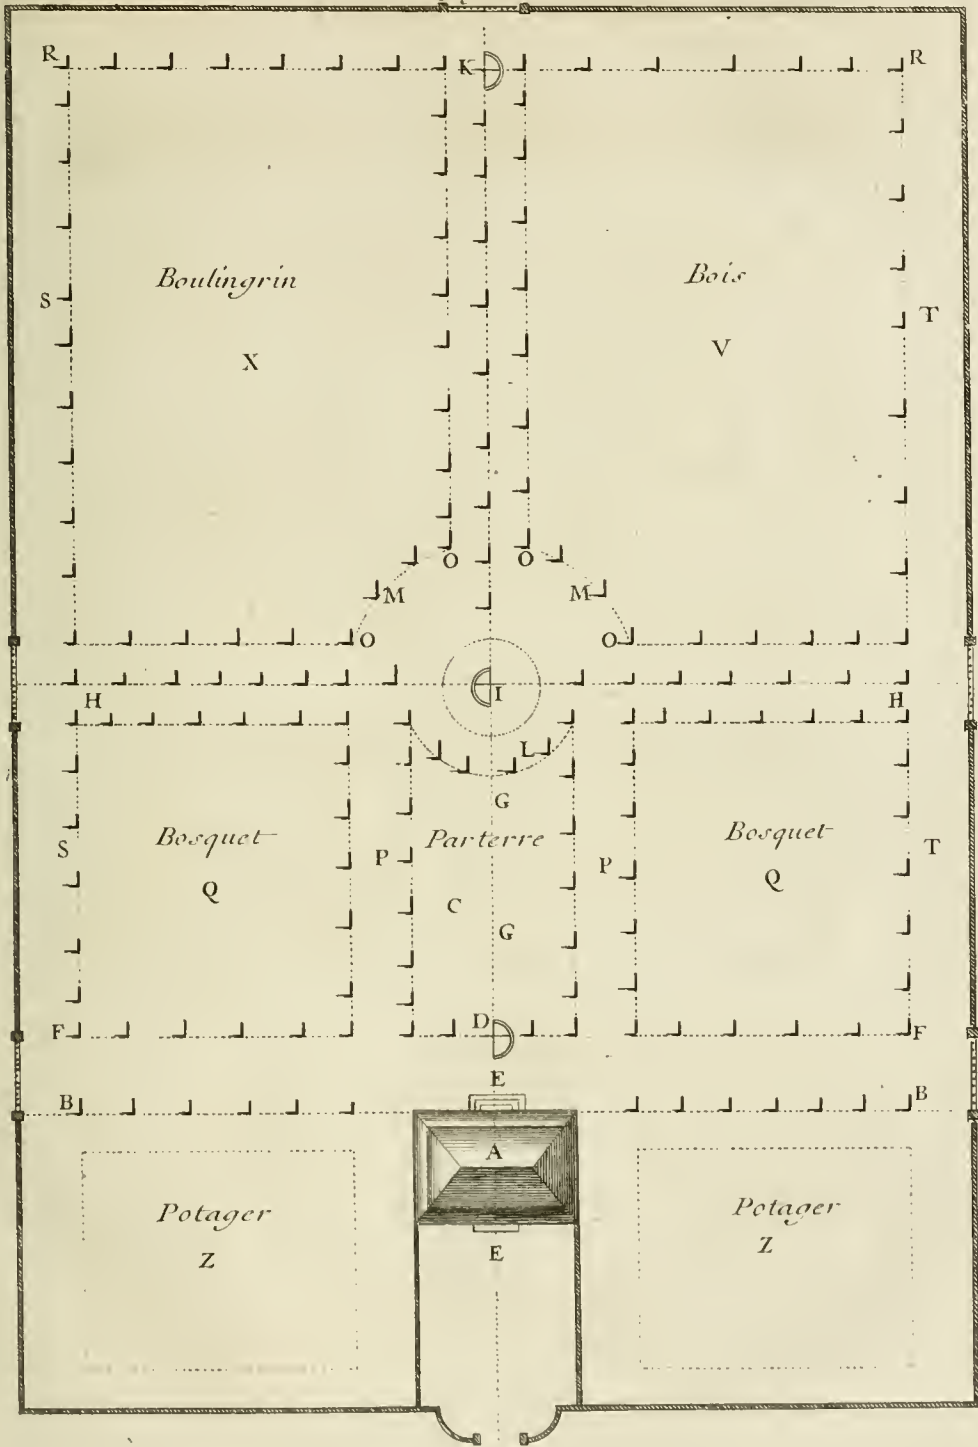 R K R
Boulingrin Bois
S T
X V
O O
M M
O O
I
H H
L
G
Bosquet Parterre Bosquet
S P P T
Q C Q
G
D
F F
E
B B
A
Potager Potager
Z E Z